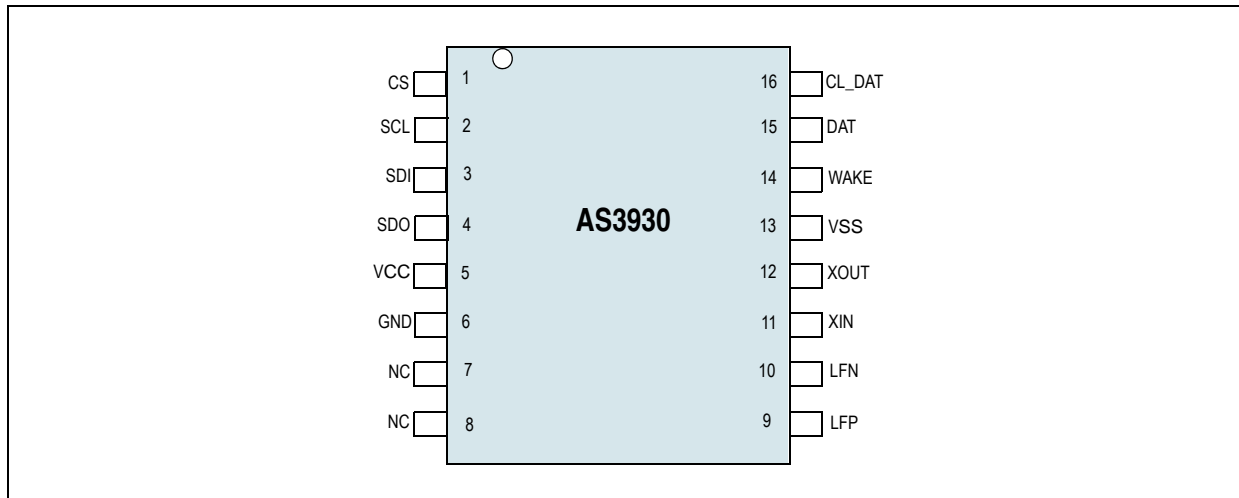 CS 1 16 CL_DAT
SCL 2 15 DAT
SDI 3 14 WAKE
SDO 4 AS3930 13 VSS
VCC 5 12 XOUT
GND 6 11 XIN
NC 7 10 LFN
NC 8 9 LFP